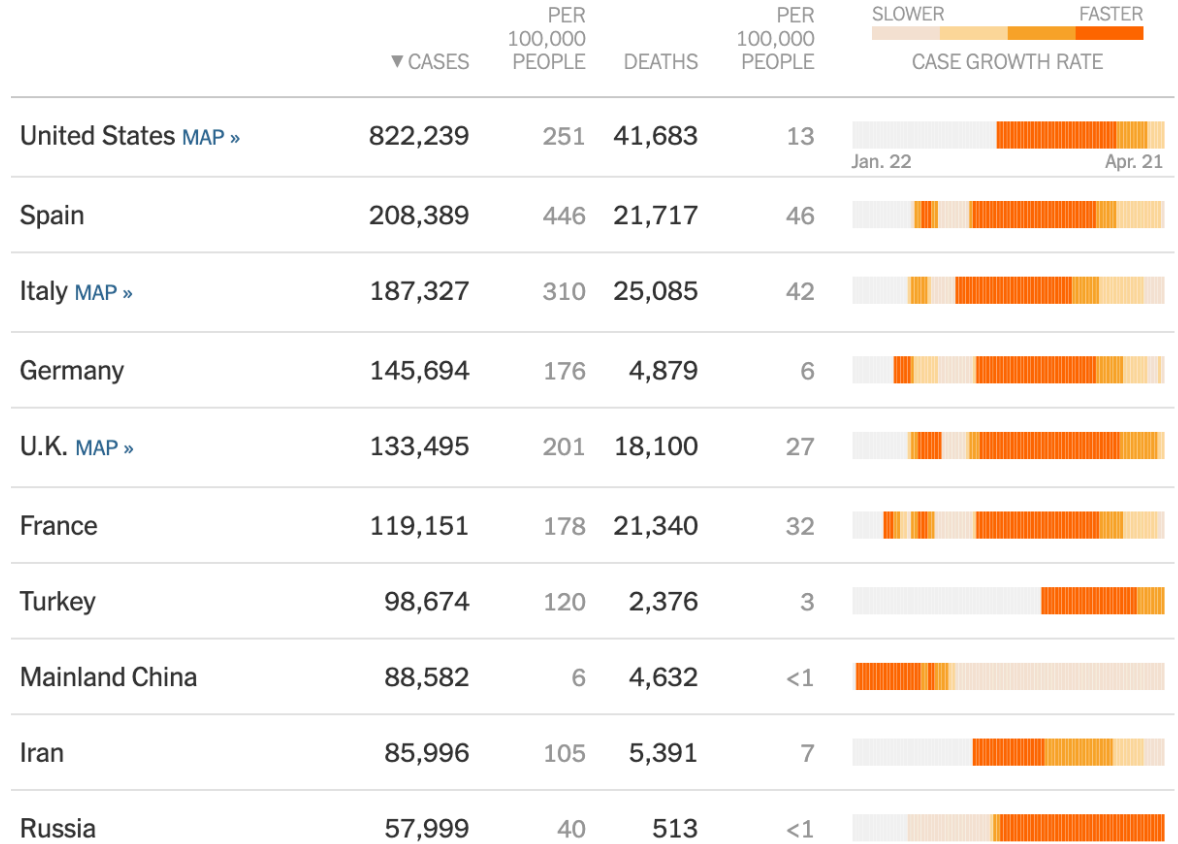 PER 100,000 PEOPLE PER 100,000 PEOPLE SLOWER FASTER
▼ CASES DEATHS CASE GROWTH RATE
United States MAP » 822,239 251 41,683 13
Jan. 22 Apr. 21
Spain 208,389 446 21,717 46
Italy MAP » 187,327 310 25,085 42
Germany 145,694 176 4,879 6
U.K. MAP » 133,495 201 18,100 27
France 119,151 178 21,340 32
Turkey 98,674 120 2,376 3
Mainland China 88,582 6 4,632 <1
Iran 85,996 105 5,391 7
Russia 57,999 40 513 <1